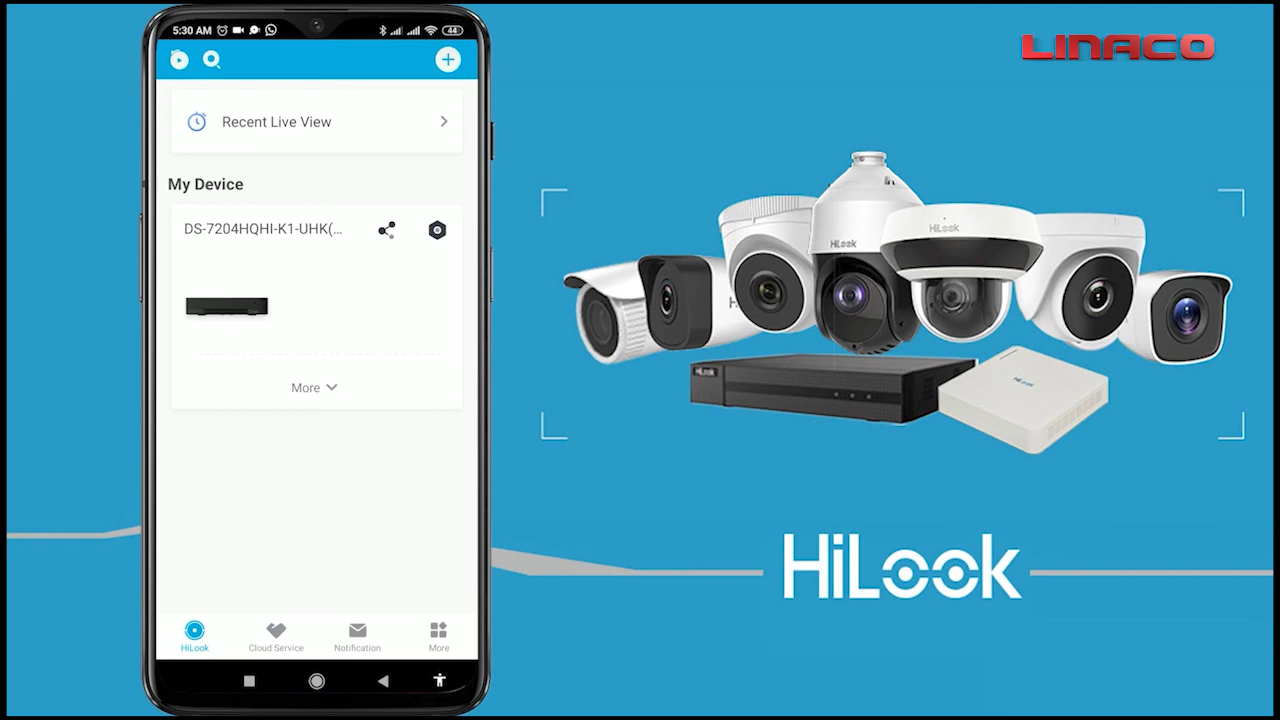 5:30 AM
44
LINACO
Recent Live View
My Device
DS-7204HQHI-K1-UHK(...
More
HiLook
Cloud Service
Notification
More
HiLook
HiLook
HiLook
HiLook
HiLook